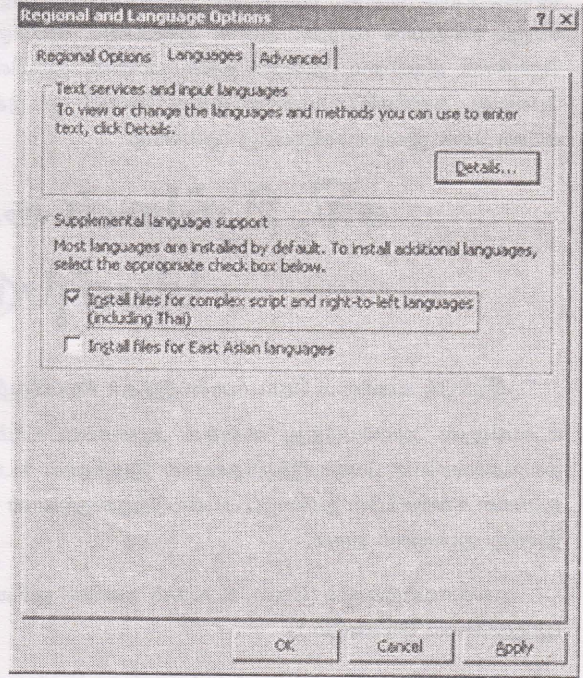 Regional and Language Options
Regional Options Languages Advanced
Text services and input languages
To view or change the languages and methods you can use to enter
text, click Details.
Details...
Supplemental language support
Most languages are installed by default. To install additional languages,
select the appropriate check box below.
Install files for complex script and right-to-left languages
(including Thai)
Install files for East Asian languages
OK
Cancel
Apply